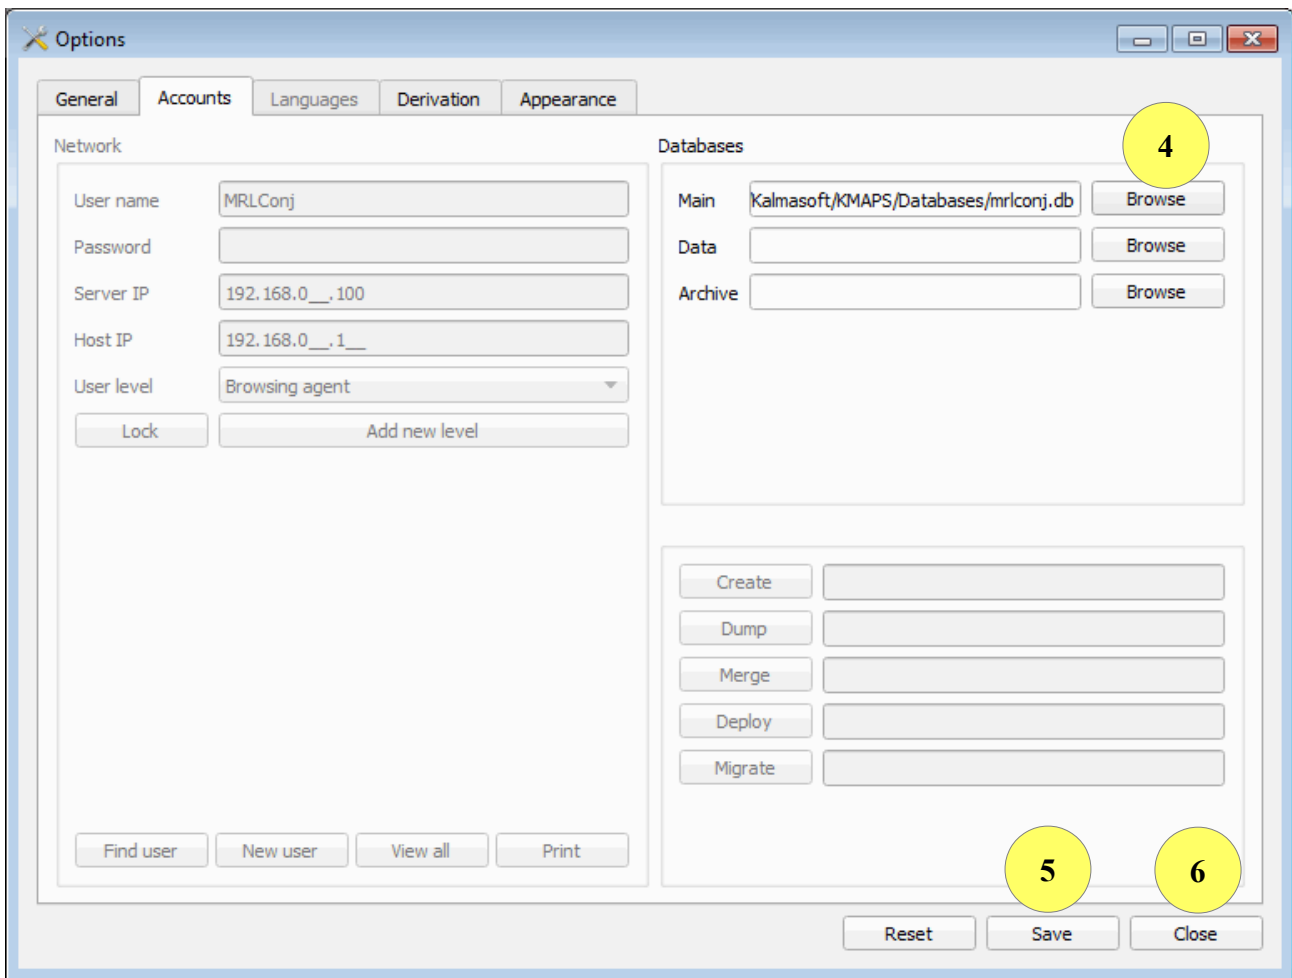 Options
General Accounts Languages Derivation Appearance
Network
User name MRLConj
Password
Server IP 192.168.0__.100
Host IP 192.168.0__.1__
User level Browsing agent
Lock Add new level
Find user New user View all Print
Databases
4
Main Kalmasoft/KMAPS/Databases/mrlconj.db Browse
Data Browse
Archive Browse
Create
Dump
Merge
Deploy
Migrate
5 6
Reset Save Close